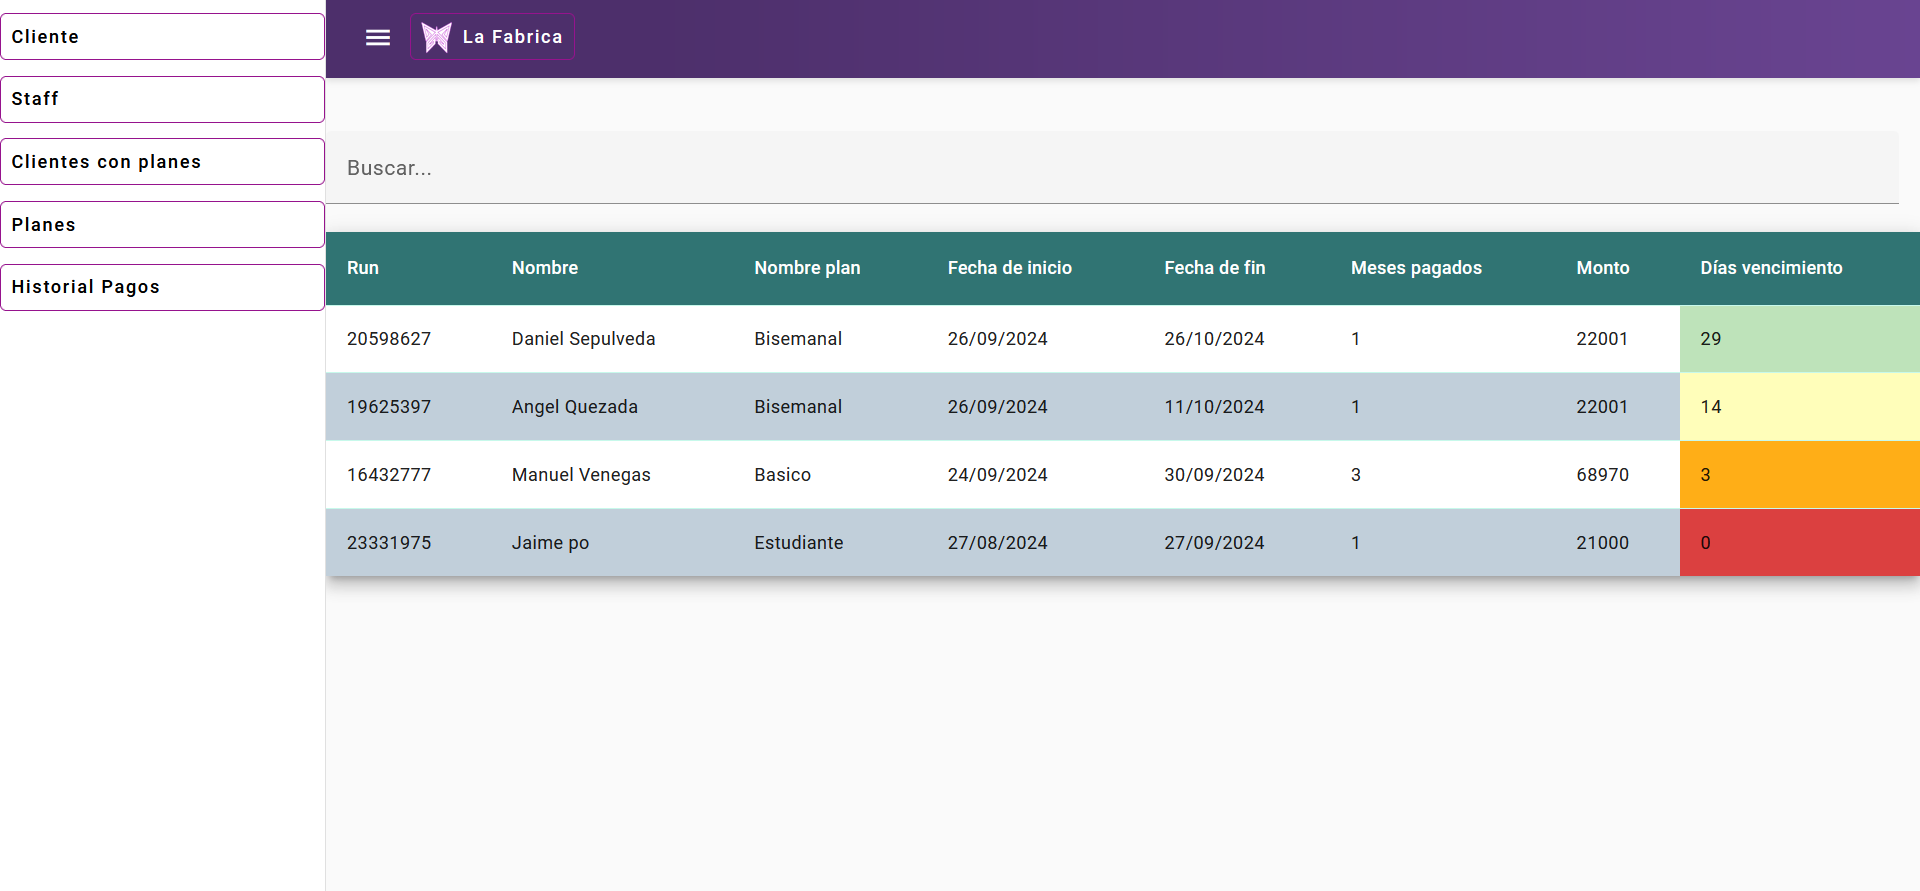 Cliente
Staff
Clientes con planes
Planes
Historial Pagos
La Fabrica
Buscar...
Run Nombre Nombre plan Fecha de inicio Fecha de fin Meses pagados Monto Días vencimiento
20598627 Daniel Sepulveda Bisemanal 26/09/2024 26/10/2024 1 22001 29
19625397 Angel Quezada Bisemanal 26/09/2024 11/10/2024 1 22001 14
16432777 Manuel Venegas Basico 24/09/2024 30/09/2024 3 68970 3
23331975 Jaime po Estudiante 27/08/2024 27/09/2024 1 21000 0